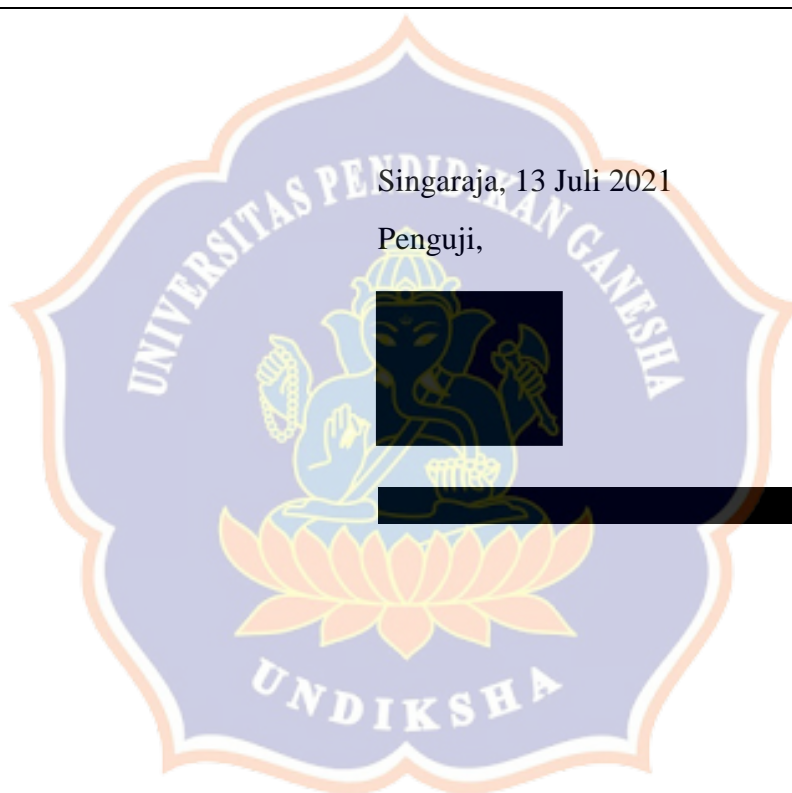 Singaraja, 13 Juli 2021
Penguji,
UNIVERSITAS PENDIDIKAN GANESHA
UNDIKSHA